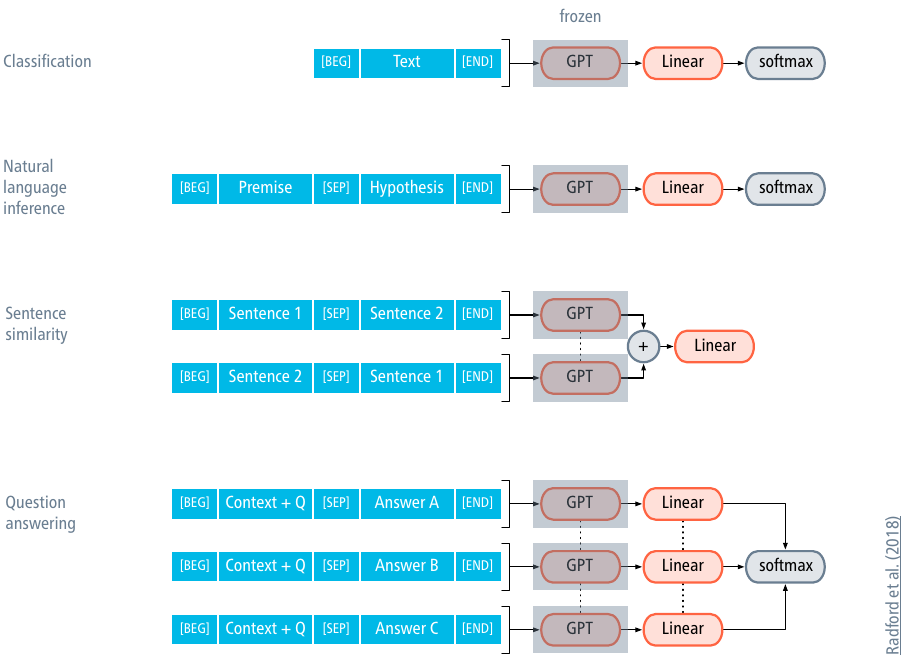 frozen
Classification
[BEG] Text [END] GPT Linear softmax
Natural
language
inference
[BEG] Premise [SEP] Hypothesis [END] GPT Linear softmax
Sentence
similarity
[BEG] Sentence 1 [SEP] Sentence 2 [END] GPT
+ Linear
[BEG] Sentence 2 [SEP] Sentence 1 [END] GPT
Question
answering
[BEG] Context + Q [SEP] Answer A [END] GPT Linear
[BEG] Context + Q [SEP] Answer B [END] GPT Linear softmax
[BEG] Context + Q [SEP] Answer C [END] GPT Linear
Radford et al. (2018)